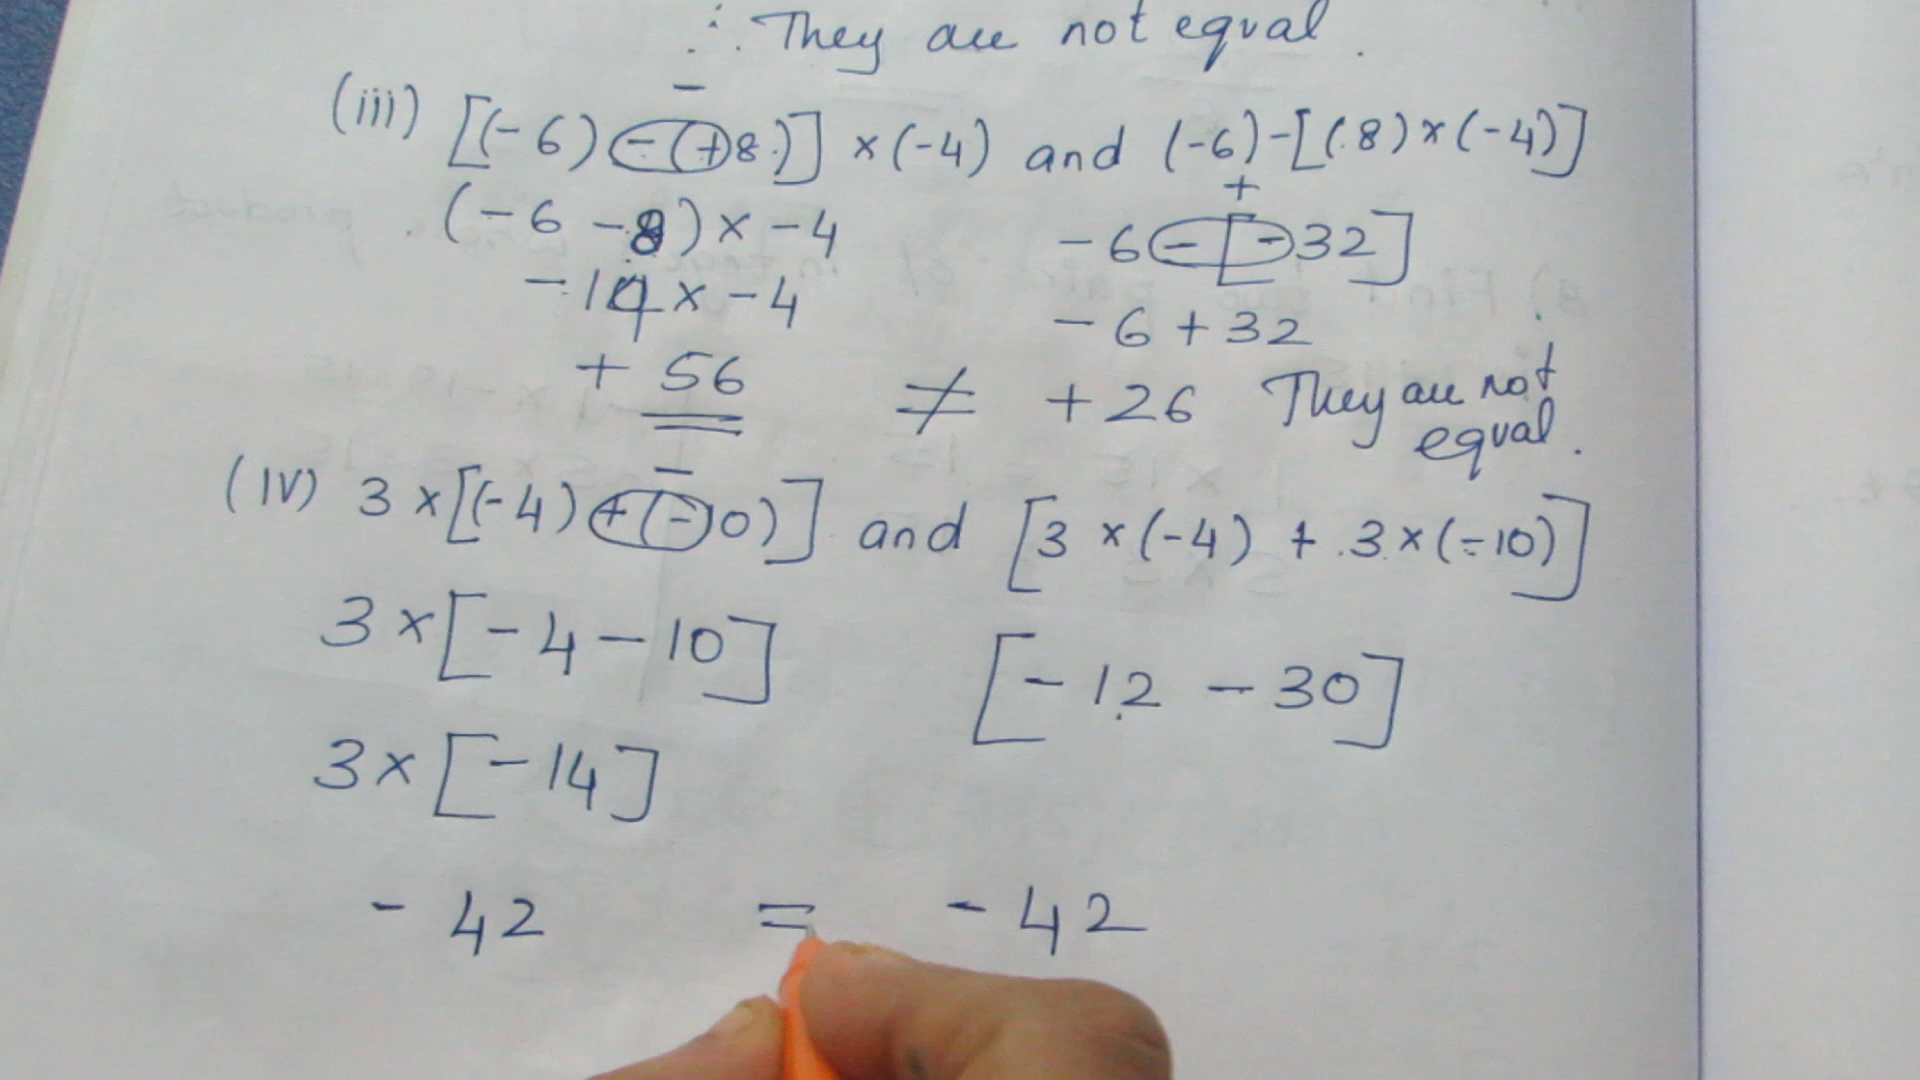 ∴ They are not equal.
(iii) [(-6) - (+8)] × (-4) and (-6) - [(8) × (-4)]
-
(-6 -8) × -4
+
-6 - [-32]
-14 × -4
-6 + 32
+ 56 ≠ +26 They are not equal.
(iv) 3 × [(-4) + (-10)] and [3 × (-4) + 3 × (-10)]
-
3 × [-4 - 10]
[-12 - 30]
3 × [-14]
- 42 = - 42